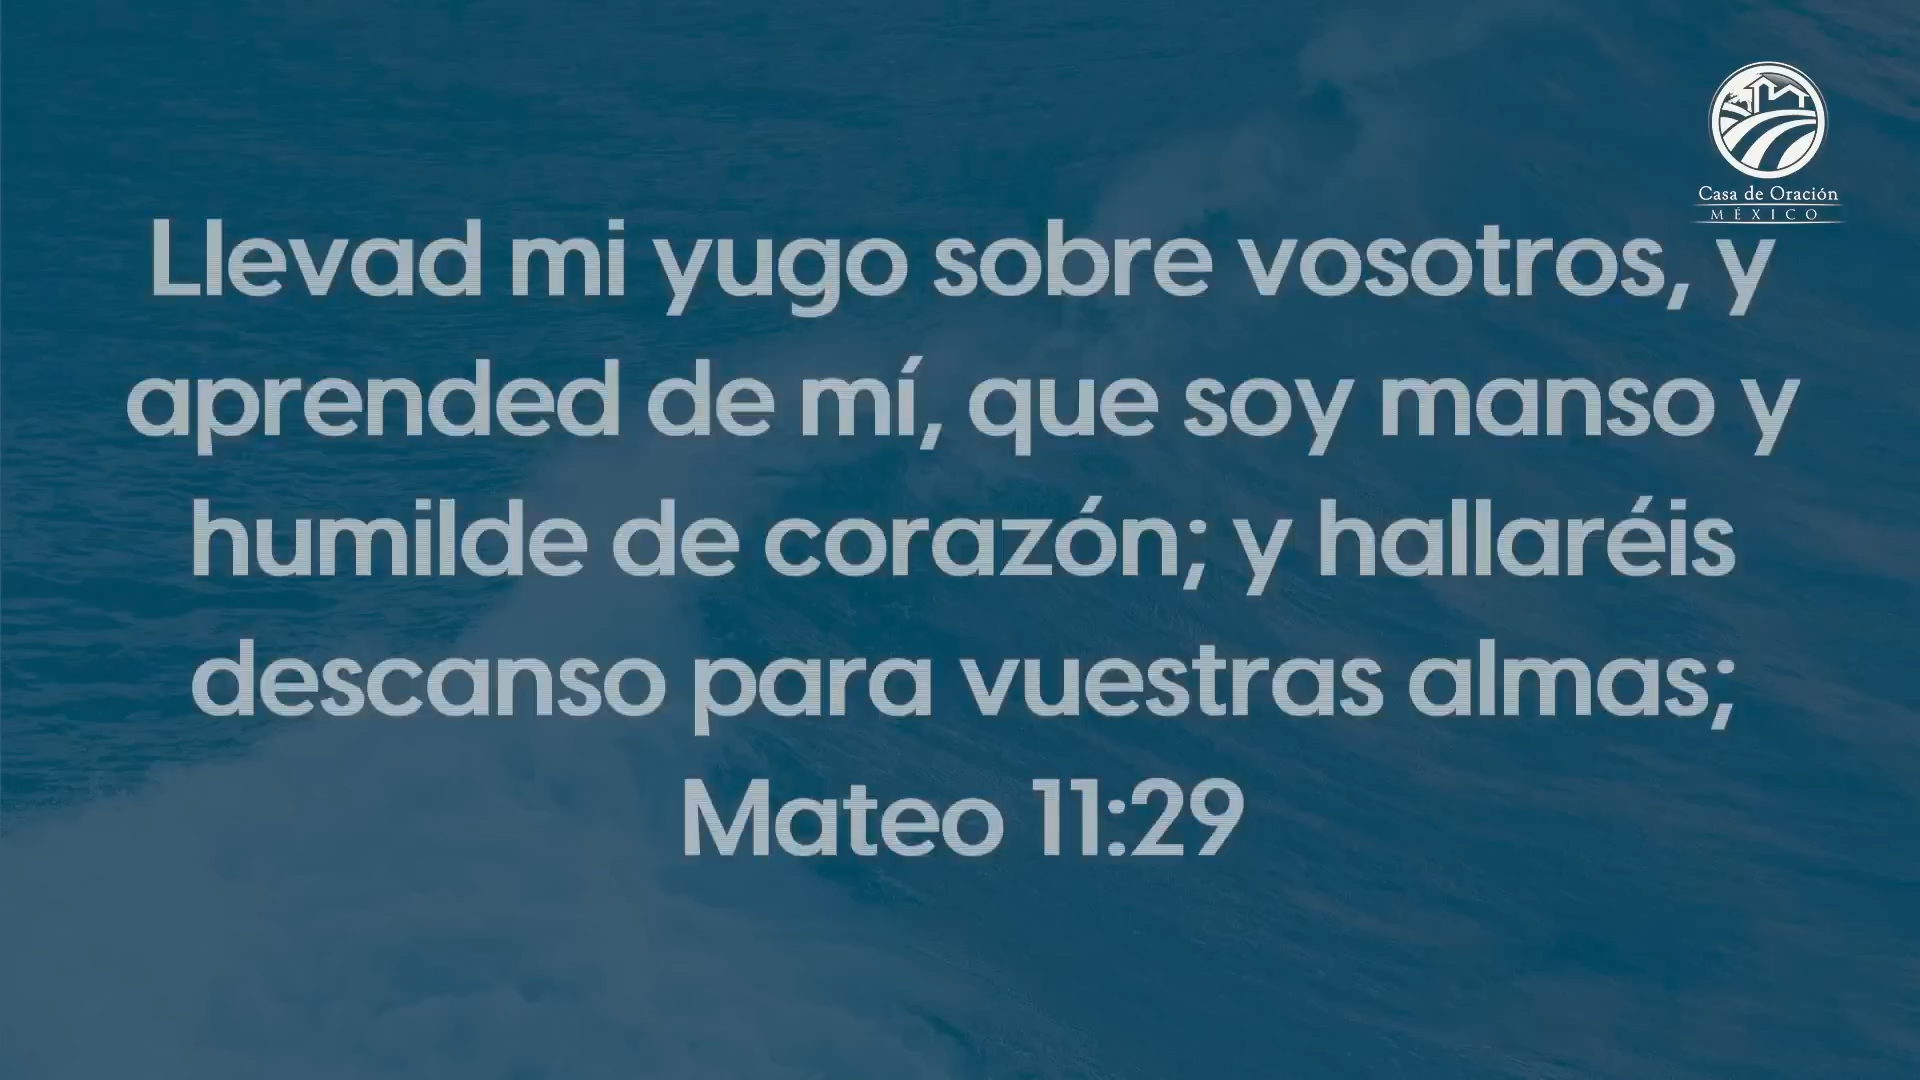 Casa de Oración
MÉXICO
Llevad mi yugo sobre vosotros, y
aprended de mí, que soy manso y
humilde de corazón; y hallaréis
descanso para vuestras almas;
Mateo 11:29